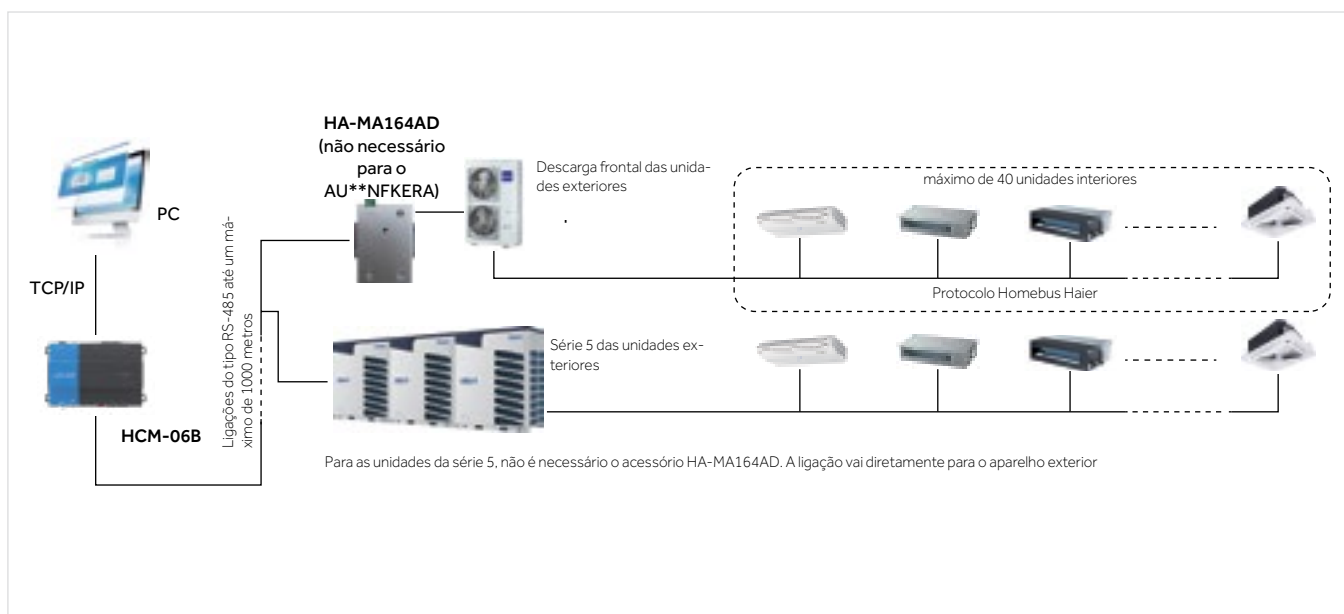 HA-MA164AD
(não necessário
para o
AU**NFKERA)
Descarga frontal das unida-
des exteriores
máximo de 40 unidades interiores
PC
TCP/IP
Ligações do tipo RS-485 até um má-
ximo de 1000 metros
Protocolo Homebus Haier
Série 5 das unidades ex-
teriores
HCM-06B
Para as unidades da série 5, não é necessário o acessório HA-MA164AD. A ligação vai diretamente para o aparelho exterior